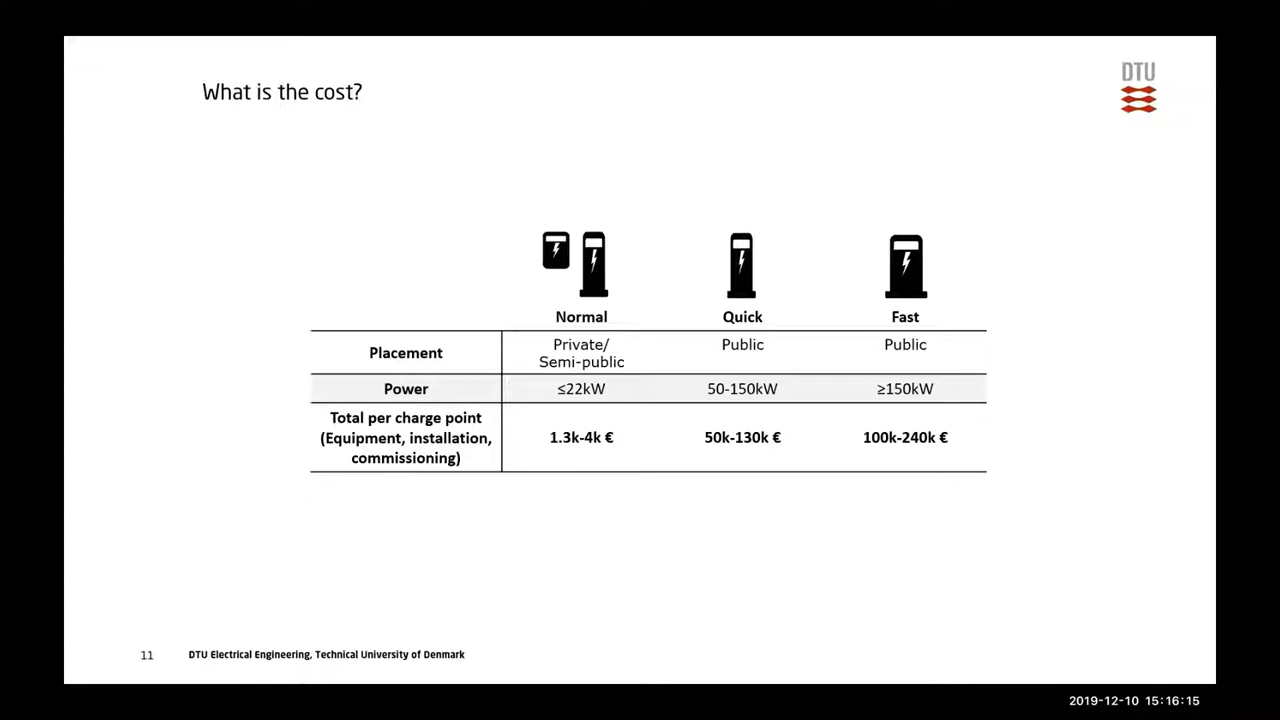 What is the cost?
DTU
Normal Quick Fast
Placement Private/ Semi-public Public Public
Power ≤22kW 50-150kW ≥150kW
Total per charge point
(Equipment, installation,
commissioning)
1.3k-4k € 50k-130k € 100k-240k €
11 DTU Electrical Engineering, Technical University of Denmark
2019-12-10 15:16:15